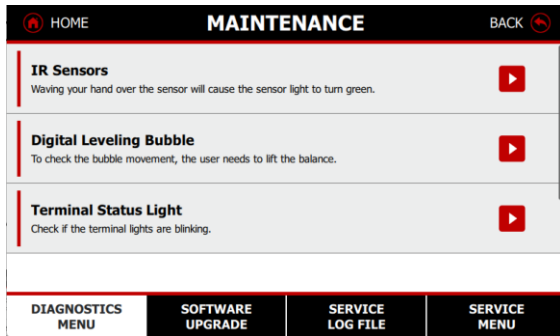 HOME
MAINTENANCE
BACK
IR Sensors
Waving your hand over the sensor will cause the sensor light to turn green.
Digital Leveling Bubble
To check the bubble movement, the user needs to lift the balance.
Terminal Status Light
Check if the terminal lights are blinking.
DIAGNOSTICS
MENU
SOFTWARE
UPGRADE
SERVICE
LOG FILE
SERVICE
MENU